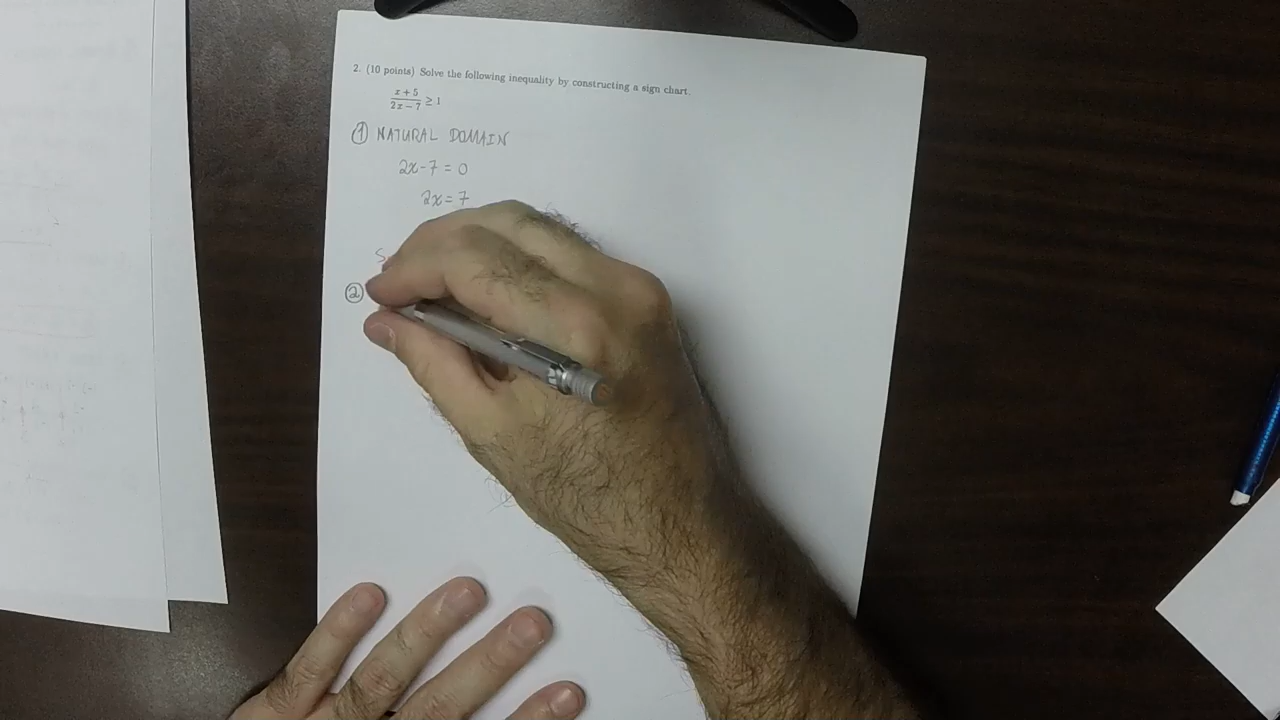 2. (10 points) Solve the following inequality by constructing a sign chart.
x + 5
2x − 7 ≥ 1
① NATURAL DOMAIN
2x - 7 = 0
2x = 7
S
②